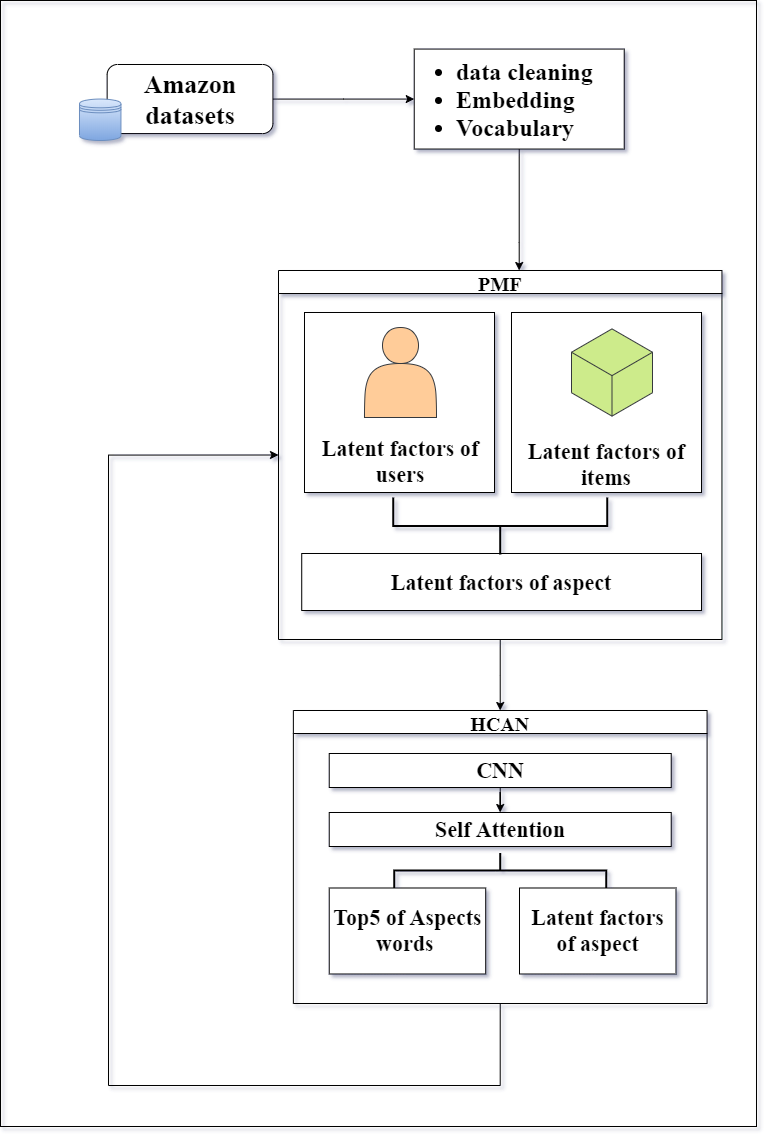 Amazon
datasets
data cleaning
Embedding
Vocabulary
PMF
Latent factors of
users
Latent factors of
items
Latent factors of aspect
HCAN
CNN
Self Attention
Top5 of Aspects
words
Latent factors
of aspect